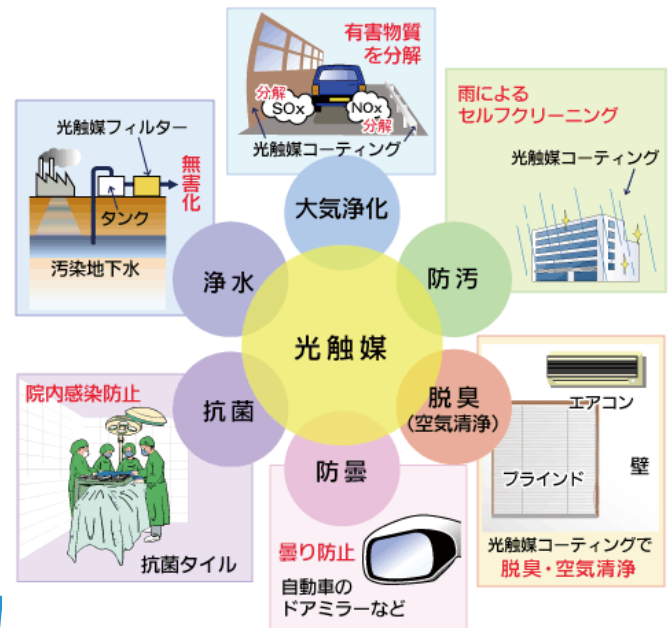 有害物質
を分解
分解
SOx
NOx
分解
光触媒コーティング
大気浄化
雨による
セルフクリーニング
光触媒コーティング
防汚
光触媒フィルター
無害化
タンク
汚染地下水
浄水
光触媒
脱臭
(空気清浄)
エアコン
ブラインド
壁
光触媒コーティングで
脱臭・空気清浄
抗菌
院内感染防止
抗菌タイル
防曇
曇り防止
自動車の
ドアミラーなど